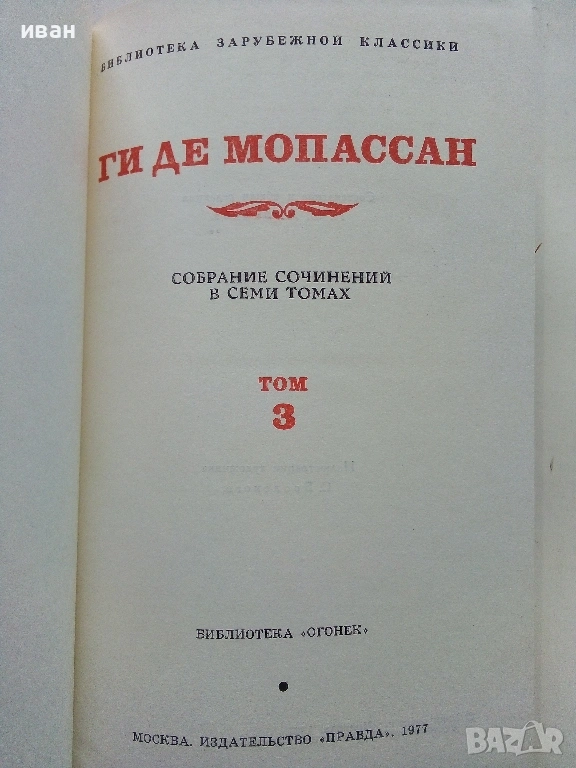 иван
БИБЛИОТЕКА ЗАРУБЕЖНОЙ КЛАССИКИ
ГИ ДЕ МОПАССАН
СОБРАНИЕ СОЧИНЕНИЙ
В СЕМИ ТОМАХ
ТОМ
3
БИБЛИОТЕКА «ОГОНЕК»
МОСКВА. ИЗДАТЕЛЬСТВО «ПРАВДА». 1977
BAZAR